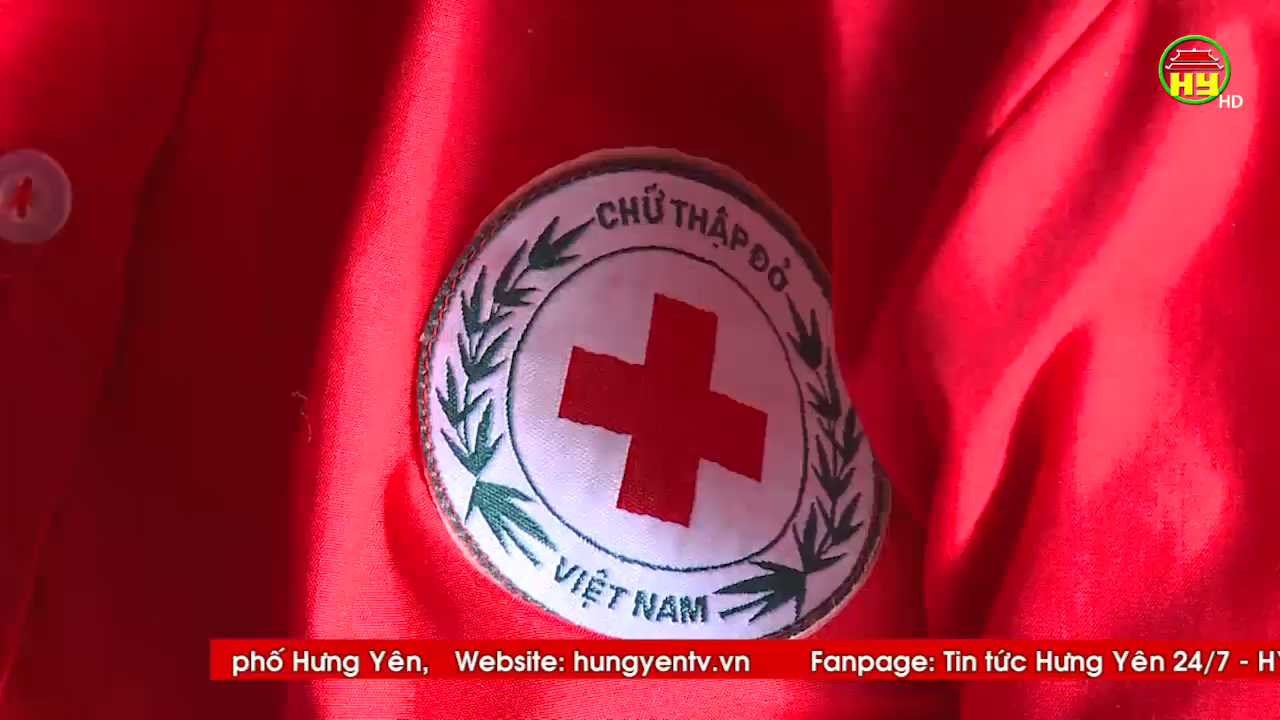 HY
HD
CHỮ THẬP ĐỎ
VIỆT NAM
phố Hưng Yên, Website: hungyentv.vn Fanpage: Tin tức Hưng Yên 24/7 - HY